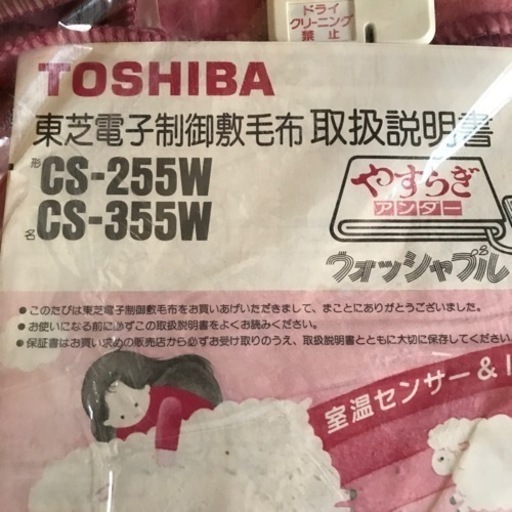 ドライ
クリーニング
禁止
TOSHIBA
東芝電子制御敷毛布 取扱説明書
形 CS-255W
名 CS-355W
やすらぎ
アンダー
ウォッシャブル
● このたびは東芝電子制御敷毛布をお買いあげいただきまして、まことにありがとうございました。
● お使いになる前に必ずこの取扱説明書をよくお読みください。
● 保証書はお買い求めの販売店から必ずお受け取りのうえ、取扱説明書とともに大切に保存してください。
室温センサー&